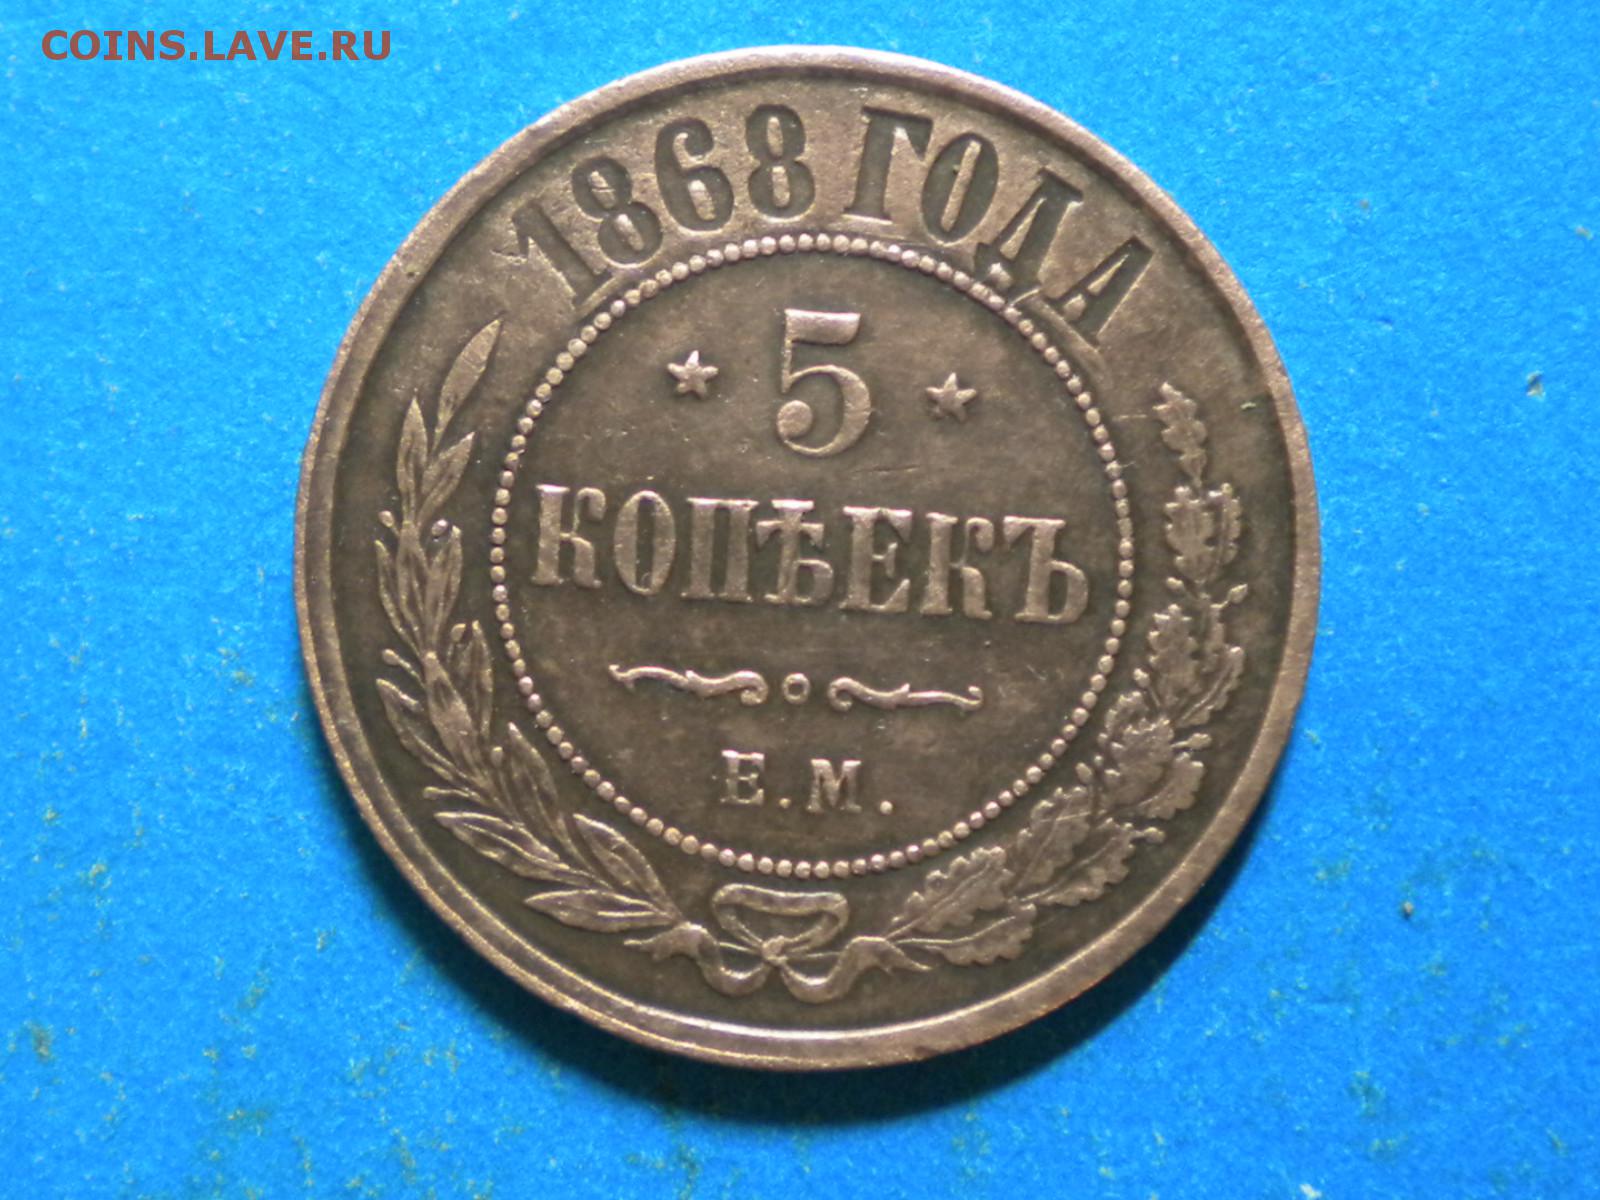 COINS.LAVE.RU
1868 ГОДА
5
КОПѢЕКЪ
Е.М.